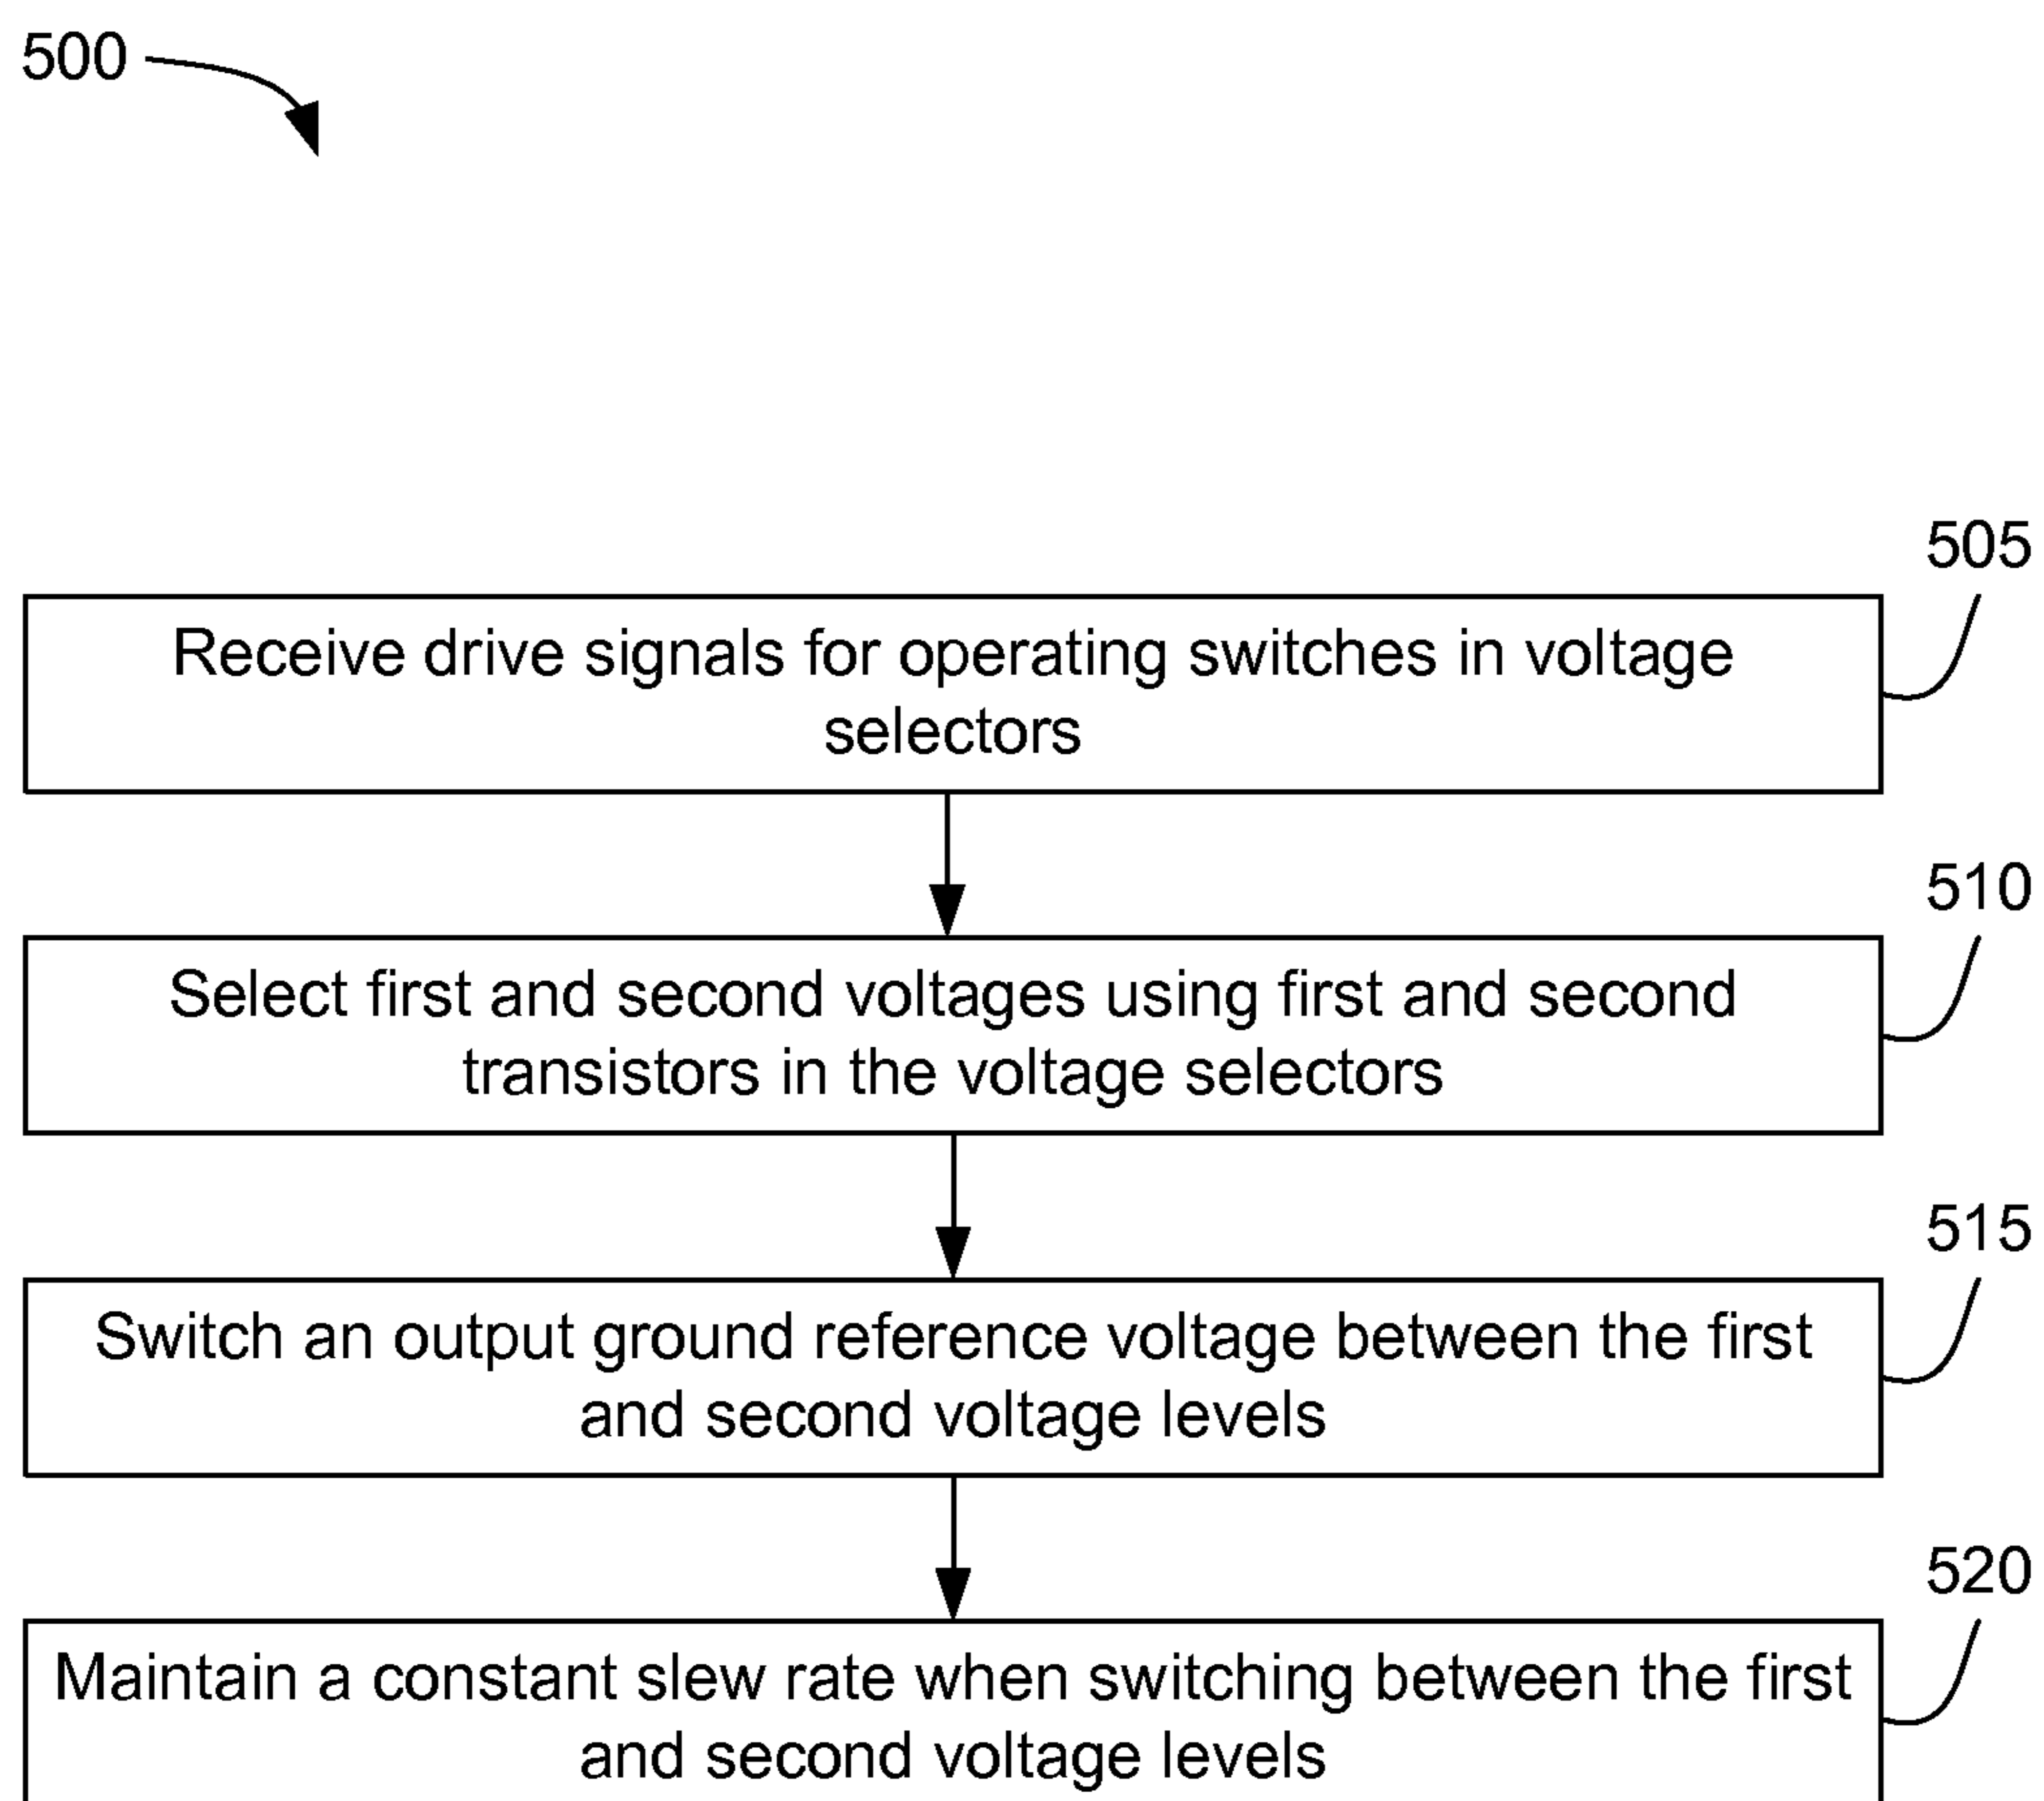 500
505
Receive drive signals for operating switches in voltage
selectors
510
Select first and second voltages using first and second
transistors in the voltage selectors
515
Switch an output ground reference voltage between the first
and second voltage levels
520
Maintain a constant slew rate when switching between the first
and second voltage levels